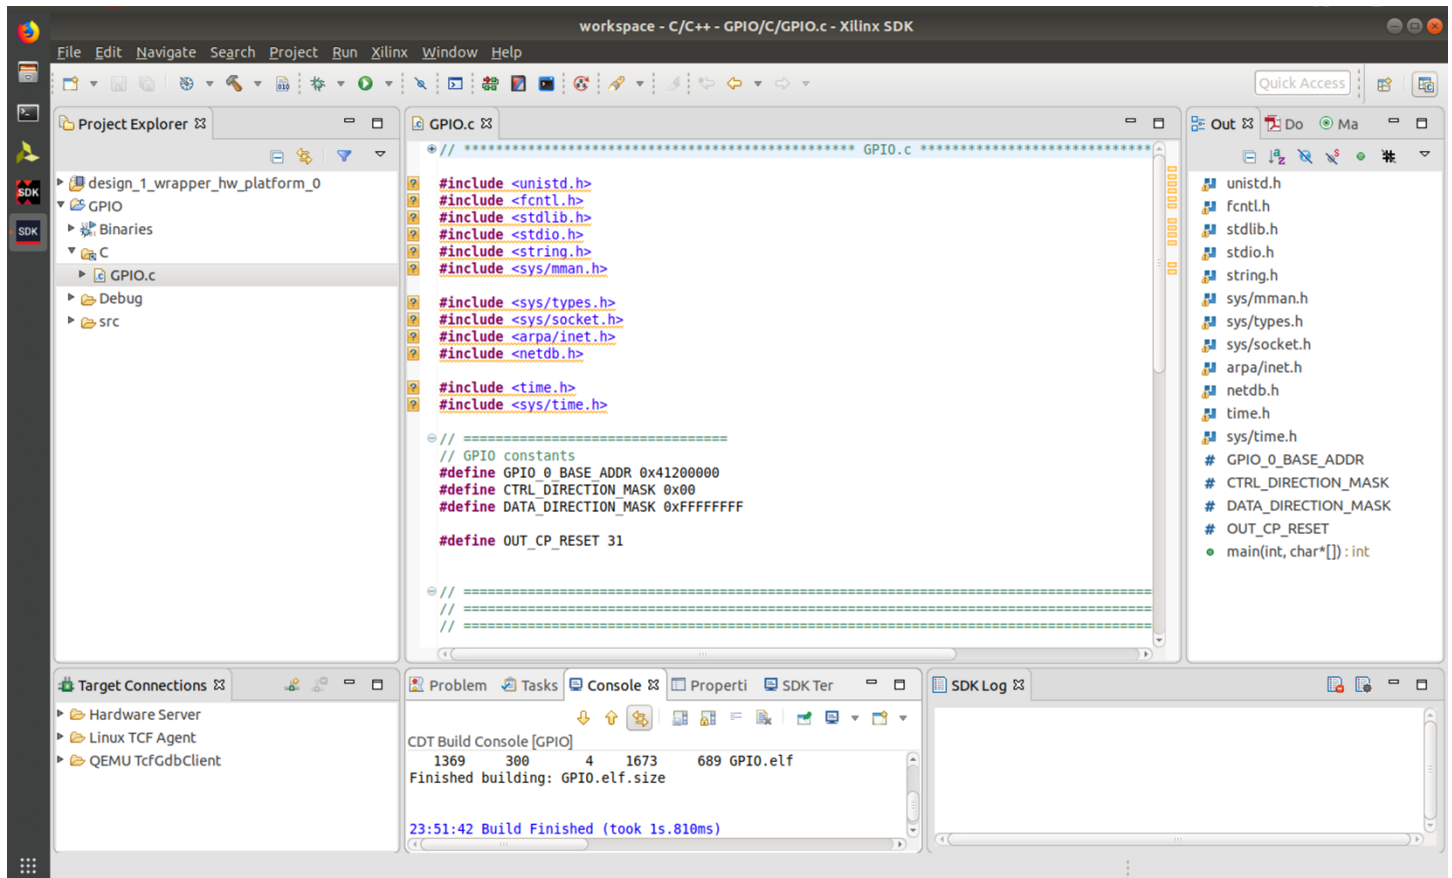 workspace - C/C++ - GPIO/C/GPIO.c - Xilinx SDK
File Edit Navigate Search Project Run Xilinx Window Help
Quick Access
Project Explorer
design_1_wrapper_hw_platform_0
GPIO
Binaries
C
GPIO.c
Debug
src
GPIO.c
// ************************************************* GPIO.c *****************************
#include <unistd.h>
#include <fcntl.h>
#include <stdlib.h>
#include <stdio.h>
#include <string.h>
#include <sys/mman.h>
#include <sys/types.h>
#include <sys/socket.h>
#include <arpa/inet.h>
#include <netdb.h>
#include <time.h>
#include <sys/time.h>
// =================================
// GPIO constants
#define GPIO_0_BASE_ADDR 0x41200000
#define CTRL_DIRECTION_MASK 0x00
#define DATA_DIRECTION_MASK 0xFFFFFFFF
#define OUT_CP_RESET 31
// ======================================================================================
// ======================================================================================
// ======================================================================================
Out Do Ma
unistd.h
fcntl.h
stdlib.h
stdio.h
string.h
sys/mman.h
sys/types.h
sys/socket.h
arpa/inet.h
netdb.h
time.h
sys/time.h
# GPIO_0_BASE_ADDR
# CTRL_DIRECTION_MASK
# DATA_DIRECTION_MASK
# OUT_CP_RESET
main(int, char*[]) : int
SDK
SDK
Target Connections
Hardware Server
Linux TCF Agent
QEMU TcfGdbClient
Problem Tasks Console Properti SDK Ter
CDT Build Console [GPIO]
1369 300 4 1673 689 GPIO.elf
Finished building: GPIO.elf.size
23:51:42 Build Finished (took 1s.810ms)
SDK Log